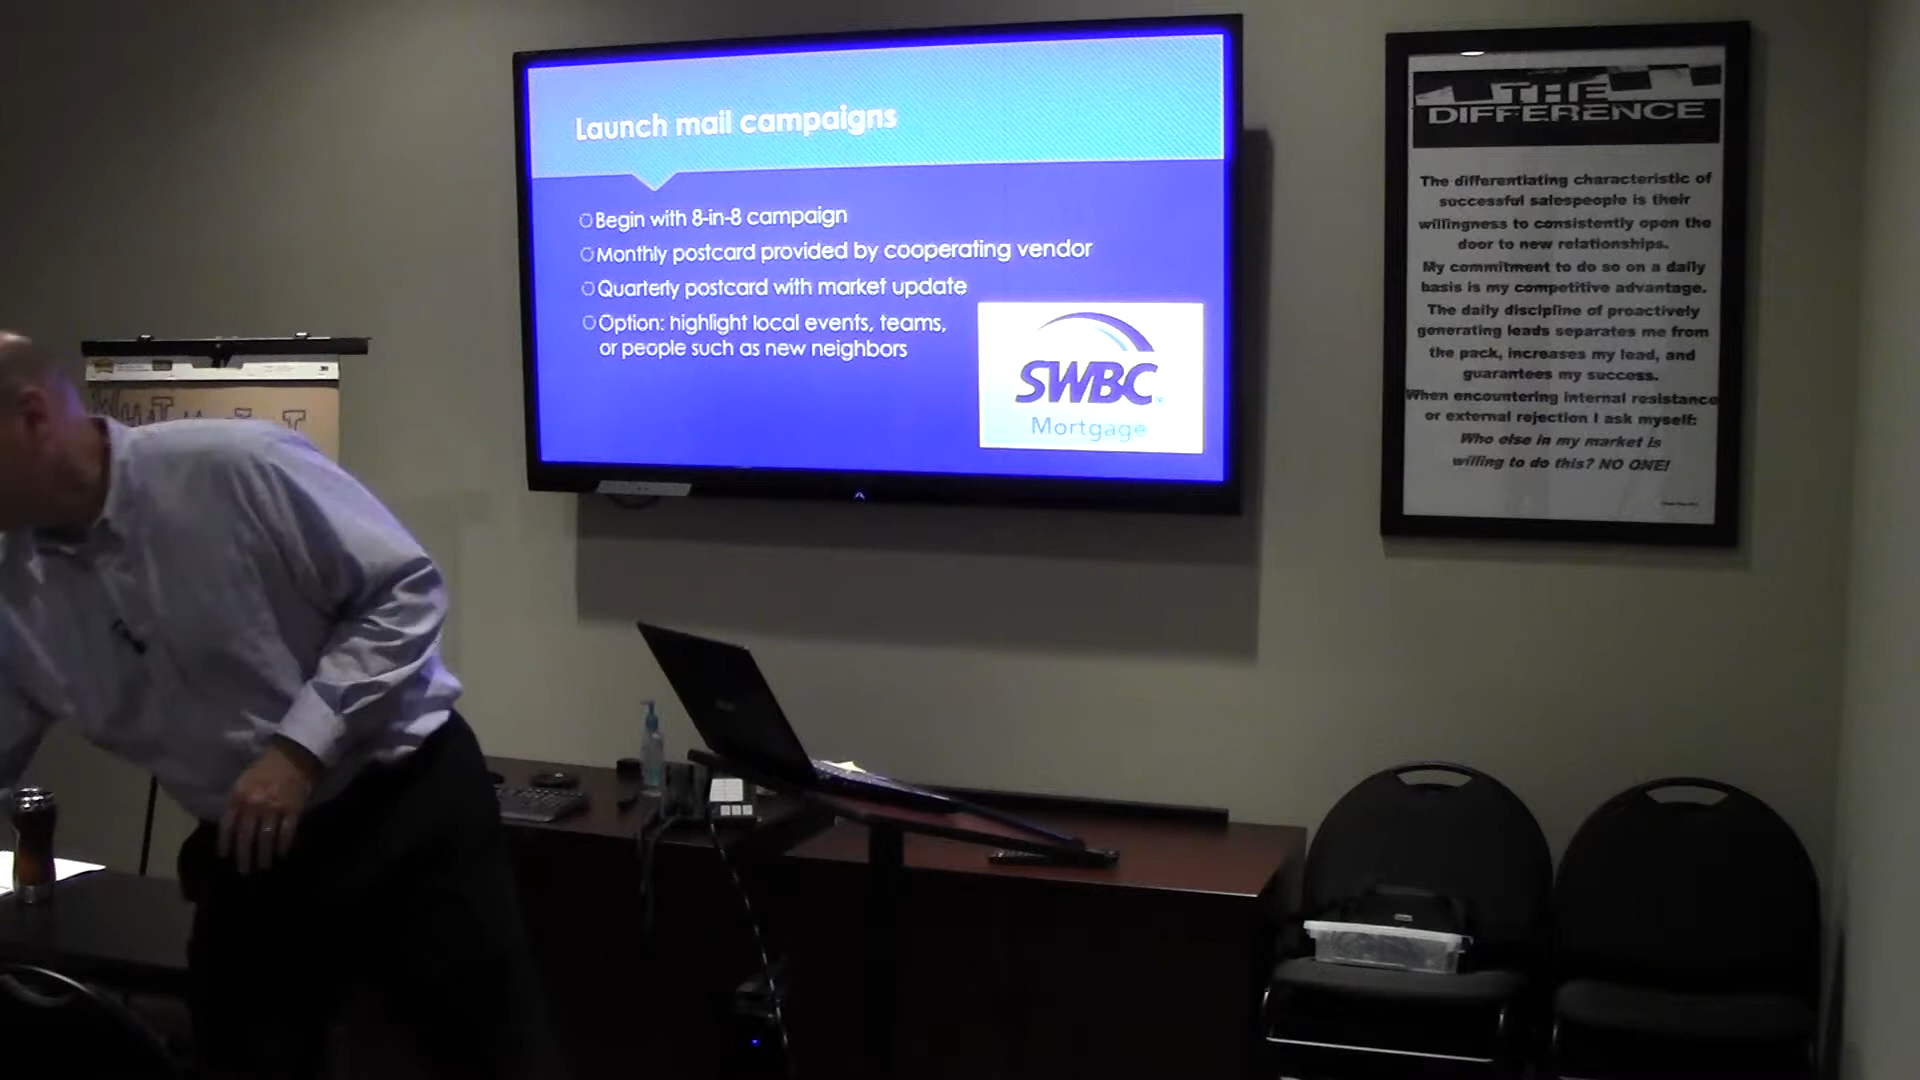 Launch mail campaigns
Begin with 8-in-8 campaign
Monthly postcard provided by cooperating vendor
Quarterly postcard with market update
Option: highlight local events, teams,
or people such as new neighbors
SWBC
Mortgage
THE
DIFFERENCE
The differentiating characteristic of
successful salespeople is their
willingness to consistently open the
door to new relationships.
My commitment to do so on a daily
basis is my competitive advantage.
The daily discipline of proactively
generating leads separates me from
the pack, increases my lead, and
guarantees my success.
When encountering internal resistance
or external rejection I ask myself:
Who else in my market is
willing to do this? NO ONE!